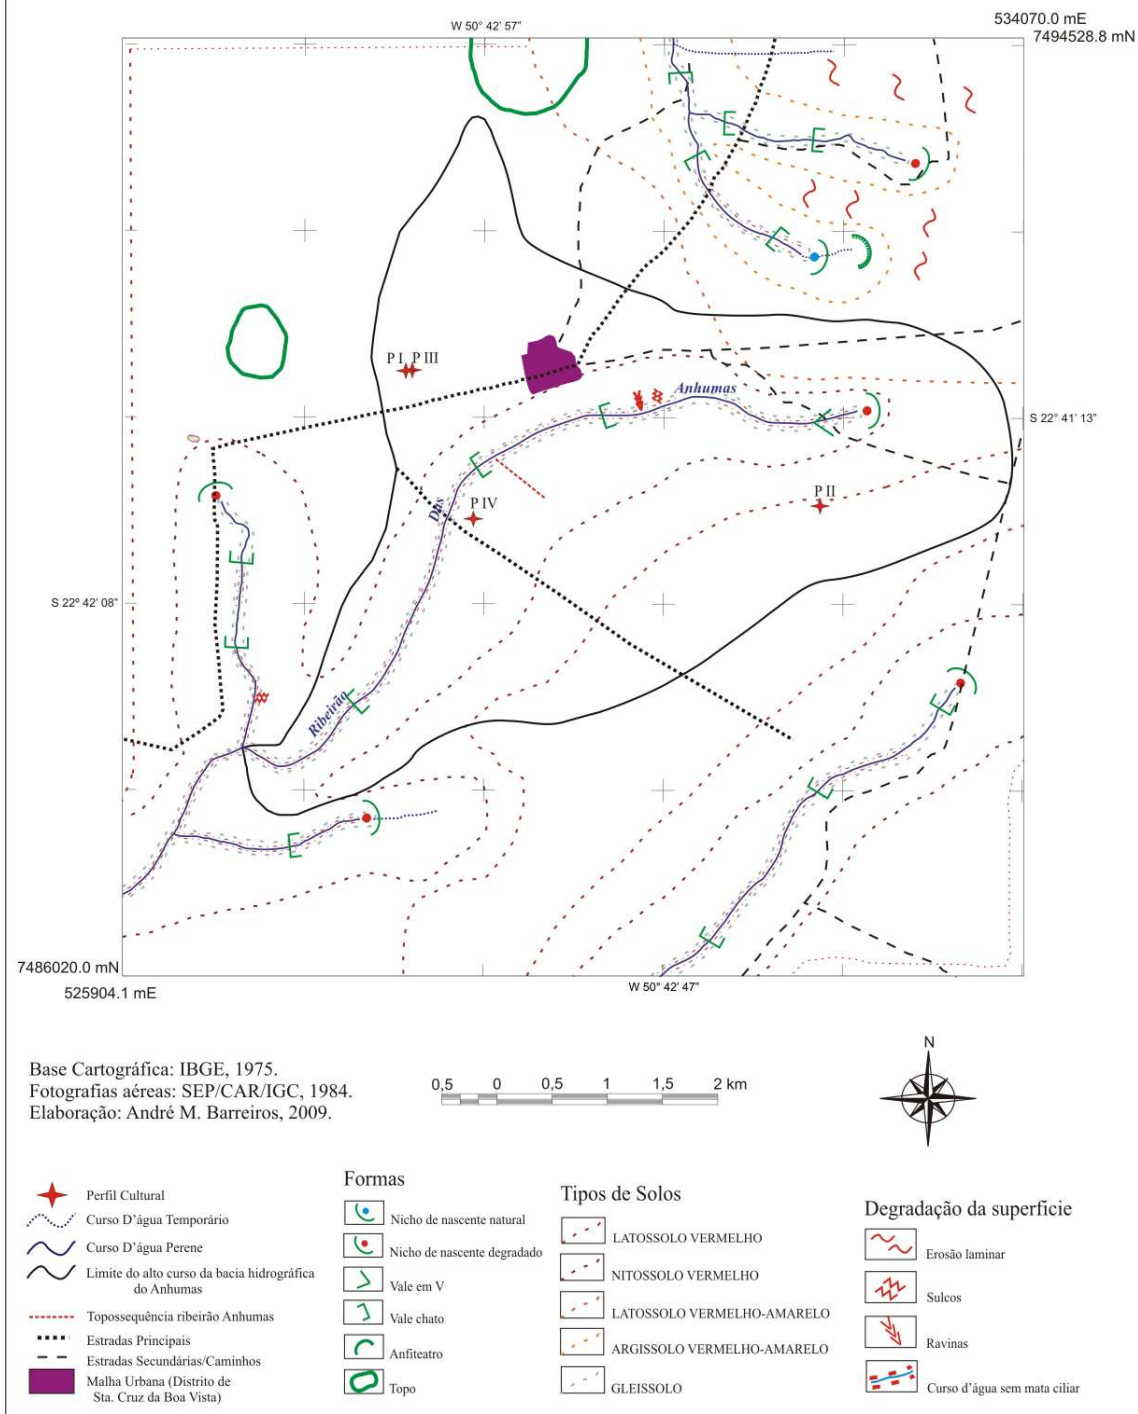 534070.0 mE
W 50° 42' 57"
7494528.8 mN
P I
P III
Anhumas
S 22° 41' 13"
Das
P IV
P II
S 22° 42' 08"
Ribeirão
7486020.0 mN
W 50° 42' 47"
525904.1 mE
N
Base Cartográfica: IBGE, 1975.
Fotografias aéreas: SEP/CAR/IGC, 1984.
Elaboração: André M. Barreiros, 2009.
0,5 0 0,5 1 1,5 2 km
Perfil Cultural
Curso D'água Temporário
Curso D'água Perene
Limite do alto curso da bacia hidrográfica
do Anhumas
Topossequência ribeirão Anhumas
Estradas Principais
Estradas Secundárias/Caminhos
Malha Urbana (Distrito de
Sta. Cruz da Boa Vista)
Formas
Nicho de nascente natural
Nicho de nascente degradado
Vale em V
Vale chato
Anfiteatro
Topo
Tipos de Solos
LATOSSOLO VERMELHO
NITOSSOLO VERMELHO
LATOSSOLO VERMELHO-AMARELO
ARGISSOLO VERMELHO-AMARELO
GLEISSOLO
Degradação da superficie
Erosão laminar
Sulcos
Ravinas
Curso d'água sem mata ciliar